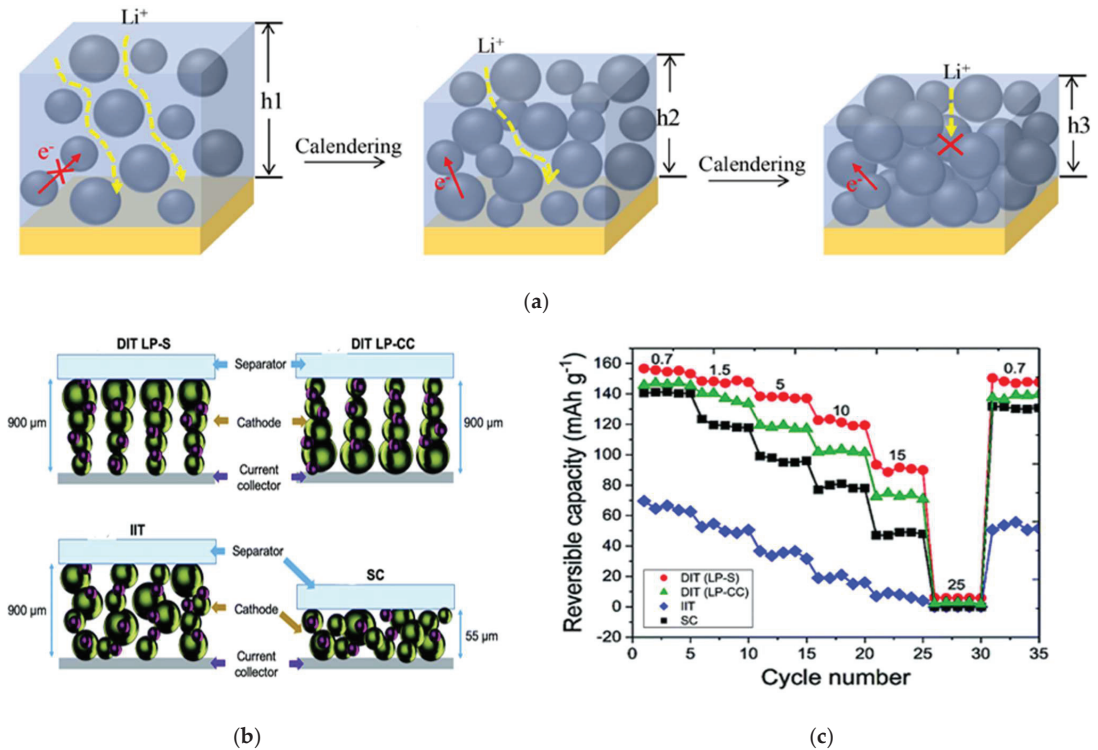 Li⁺
h1
e⁻
Calendering
Li⁺
h2
e⁻
Calendering
Li⁺
h3
e⁻
(a)
DIT LP-S
DIT LP-CC
Separator
900 µm
Cathode
900 µm
Current
collector
IIT
Separator
SC
900 µm
Cathode
55 µm
Current
collector
(b)
Reversible capacity (mAh g⁻¹)
160
140
120
100
80
60
40
20
0
-20
0.7
1.5
5
10
15
25
0.7
DIT (LP-S)
DIT (LP-CC)
IIT
SC
0 5 10 15 20 25 30 35
Cycle number
(c)